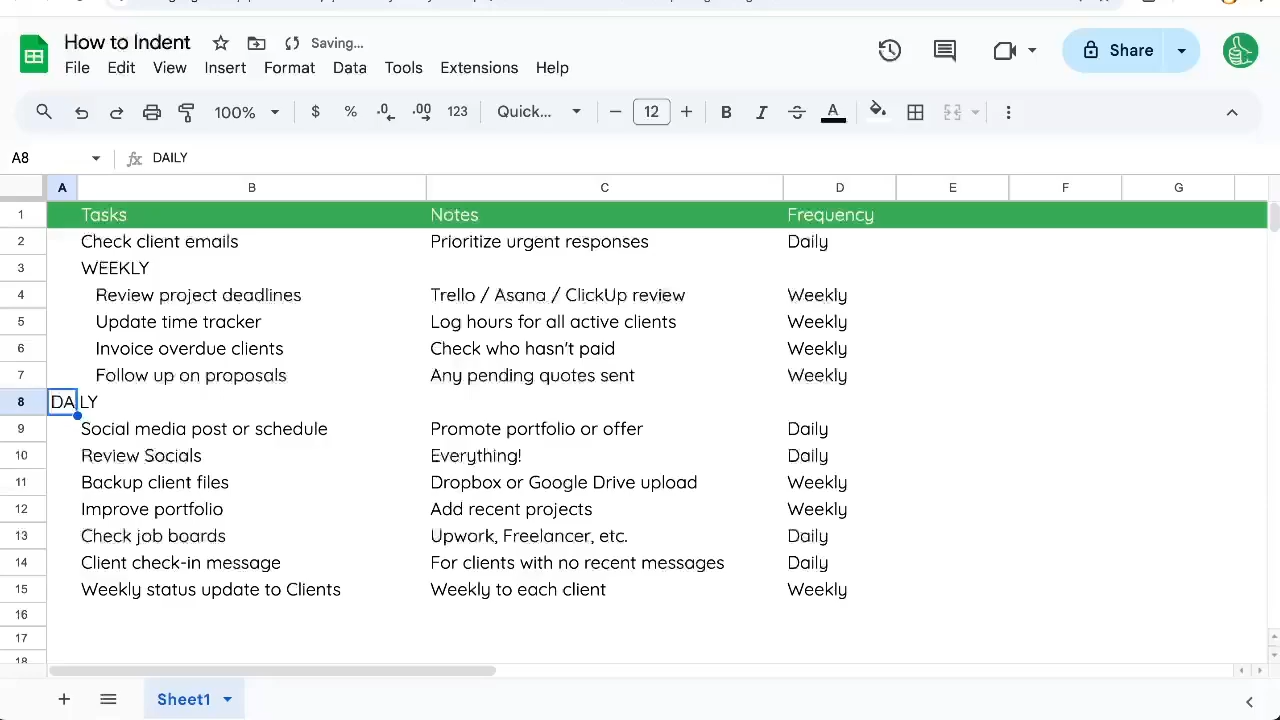 How to Indent Saving...
File Edit View Insert Format Data Tools Extensions Help
Share
100% $ % .0 .00 123 Quick... 12 B I A
A8 fx DAILY
A B C D E F G
1 Tasks Notes Frequency
2 Check client emails Prioritize urgent responses Daily
3 WEEKLY
4 Review project deadlines Trello / Asana / ClickUp review Weekly
5 Update time tracker Log hours for all active clients Weekly
6 Invoice overdue clients Check who hasn't paid Weekly
7 Follow up on proposals Any pending quotes sent Weekly
8 DAILY
9 Social media post or schedule Promote portfolio or offer Daily
10 Review Socials Everything! Daily
11 Backup client files Dropbox or Google Drive upload Weekly
12 Improve portfolio Add recent projects Weekly
13 Check job boards Upwork, Freelancer, etc. Daily
14 Client check-in message For clients with no recent messages Daily
15 Weekly status update to Clients Weekly to each client Weekly
16
17
18
Sheet1